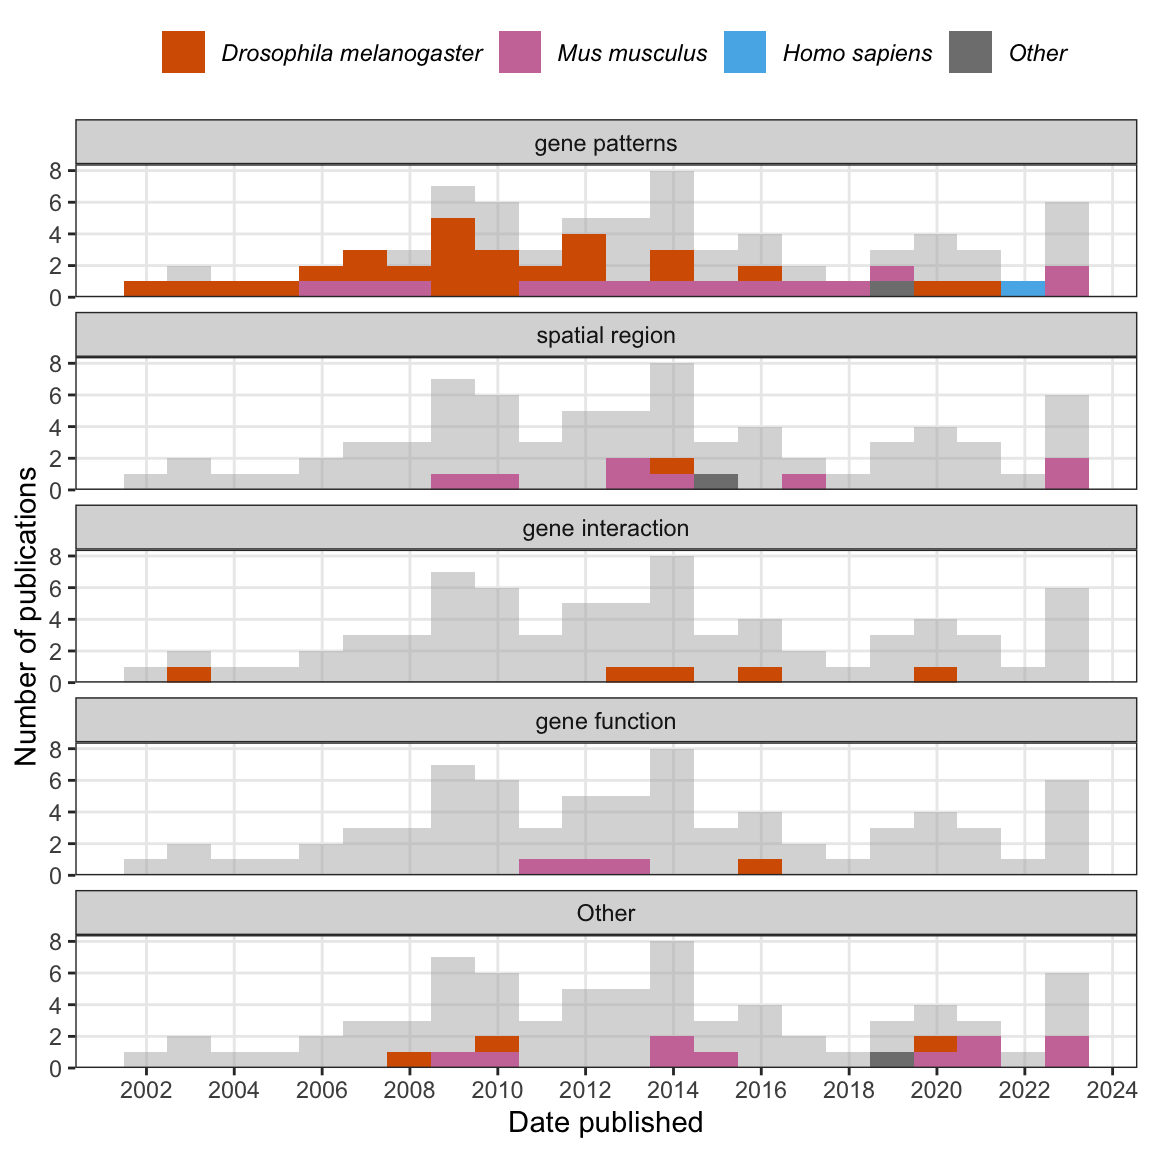 Drosophila melanogaster Mus musculus Homo sapiens Other
gene patterns
8
6
4
2
0
spatial region
8
6
4
2
0
gene interaction
8
6
4
2
0
gene function
8
6
4
2
0
Other
8
6
4
2
0
Number of publications
2002 2004 2006 2008 2010 2012 2014 2016 2018 2020 2022 2024
Date published